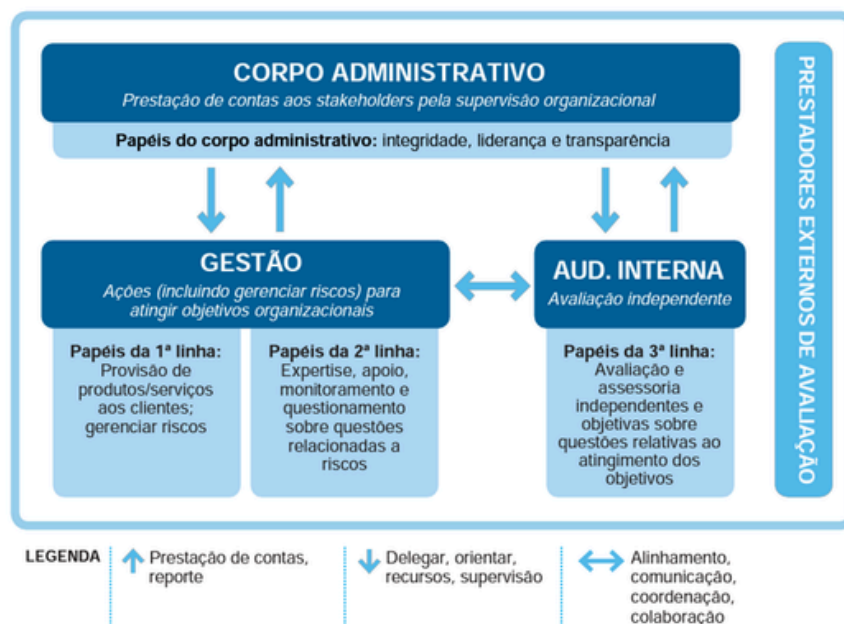 CORPO ADMINISTRATIVO
Prestação de contas aos stakeholders pela supervisão organizacional
Papéis do corpo administrativo: integridade, liderança e transparência
GESTÃO
Ações (incluindo gerenciar riscos) para
atingir objetivos organizacionais
Papéis da 1ª linha:
Provisão de
produtos/serviços
aos clientes;
gerenciar riscos
Papéis da 2ª linha:
Expertise, apoio,
monitoramento e
questionamento
sobre questões
relacionadas a
riscos
AUD. INTERNA
Avaliação independente
Papéis da 3ª linha:
Avaliação e
assessoria
independentes e
objetivas sobre
questões relativas ao
atingimento dos
objetivos
PRESTADORES EXTERNOS DE AVALIAÇÃO
LEGENDA
Prestação de contas,
reporte
Delegar, orientar,
recursos, supervisão
Alinhamento,
comunicação,
coordenação,
colaboração